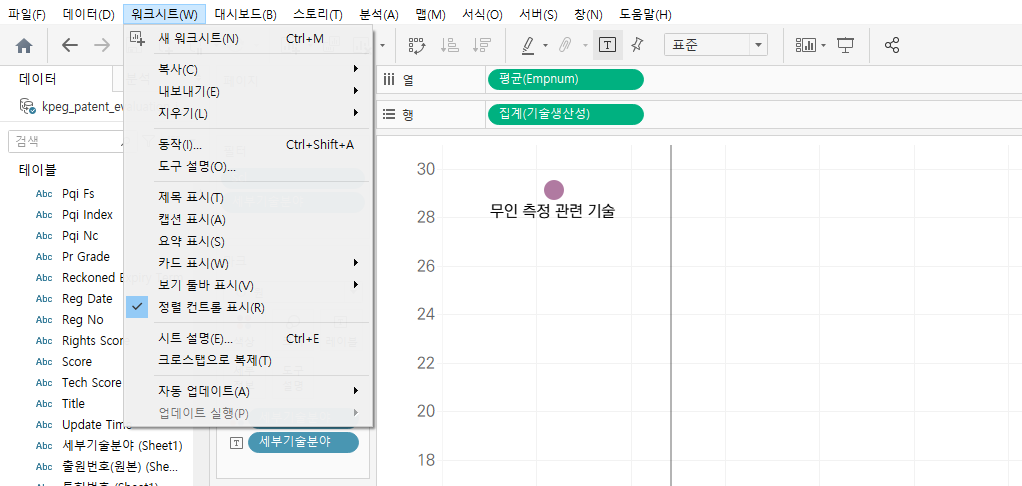 파일(F) 데이터(D) 워크시트(W) 대시보드(B) 스토리(T) 분석(A) 맵(M) 서식(O) 서버(S) 창(N) 도움말(H)
표준
데이터
kpeg_patent_ev
검색
테이블
Abc Pqi Fs
Abc Pqi Index
Abc Pqi Nc
Abc Pr Grade
Abc Reckoned
Abc Reg Date
Abc Reg No
Abc Rights Scor
Abc Score
Abc Tech Score
Abc Title
Abc Update Time
Abc 세부기술분야 (Sheet1)
Abc 출원번호(원본) (She...
새 워크시트(N) Ctrl+M
복사(C)
내보내기(E)
지우기(L)
동작(I)... Ctrl+Shift+A
도구 설명(O)...
제목 표시(T)
캡션 표시(A)
요약 표시(S)
카드 표시(W)
보기 툴바 표시(V)
정렬 컨트롤 표시(R)
시트 설명(E)... Ctrl+E
크로스탭으로 복제(T)
자동 업데이트(A)
업데이트 실행(P)
T 세부기술분야
열 평균(Empnum)
행 집계(기술생산성)
30
무인 측정 관련 기술
28
26
24
22
20
18